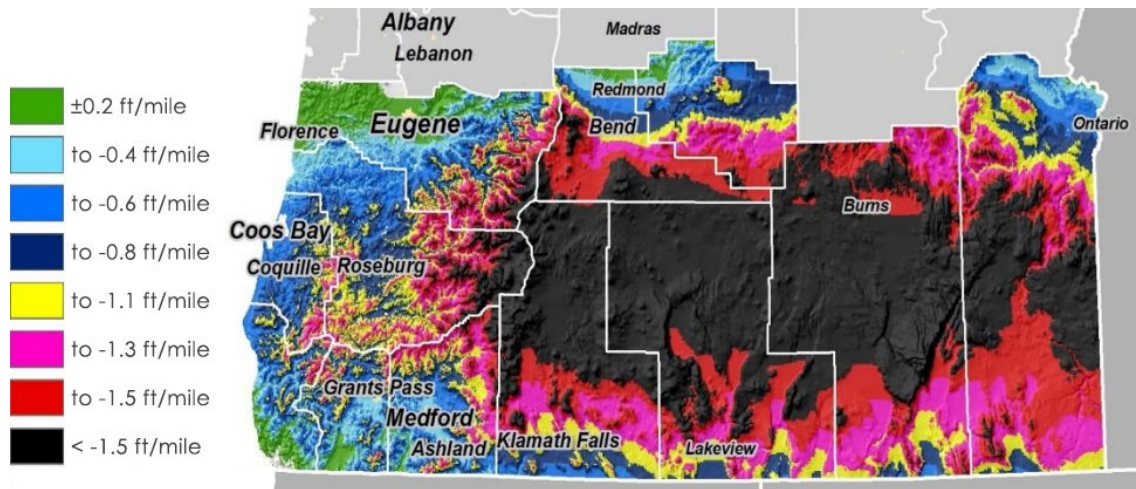 ±0.2 ft/mile
to -0.4 ft/mile
to -0.6 ft/mile
to -0.8 ft/mile
to -1.1 ft/mile
to -1.3 ft/mile
to -1.5 ft/mile
< -1.5 ft/mile
Albany
Lebanon
Madras
Redmond
Florence
Eugene
Bend
Ontario
Burns
Coos Bay
Coquille
Roseburg
Grants Pass
Medford
Ashland
Klamath Falls
Lakeview